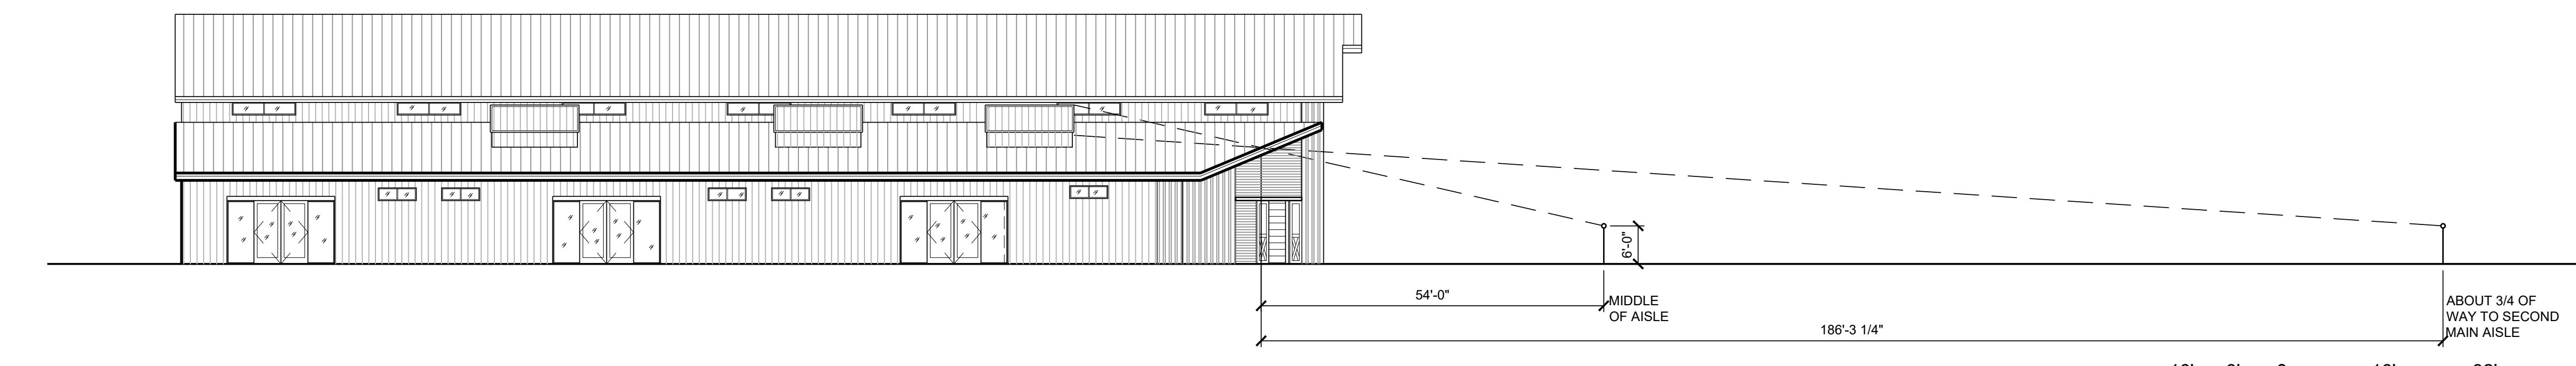 6'-0"
54'-0"
MIDDLE
OF AISLE
ABOUT 3/4 OF
WAY TO SECOND
MAIN AISLE
186'-3 1/4"